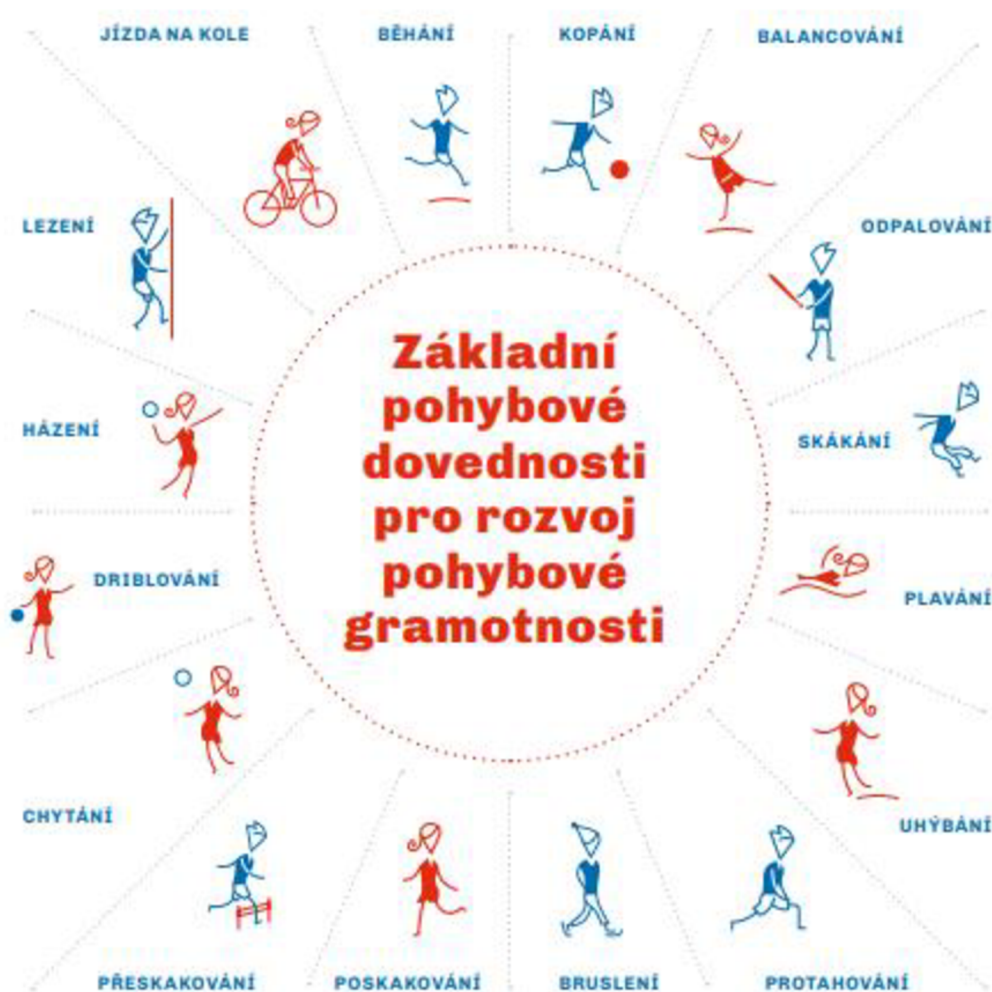 JÍZDA NA KOLE
BĚHÁNÍ
KOPÁNÍ
BALANCOVÁNÍ
LEZENÍ
ODPALOVÁNÍ
Základní
pohybové
dovednosti
pro rozvoj
pohybové
gramotnosti
HÁZENÍ
SKÁKÁNÍ
DRIBLOVÁNÍ
PLAVÁNÍ
CHYTÁNÍ
UHÝBÁNÍ
PŘESKAKOVÁNÍ
POSKAKOVÁNÍ
BRUSLENÍ
PROTAHOVÁNÍ